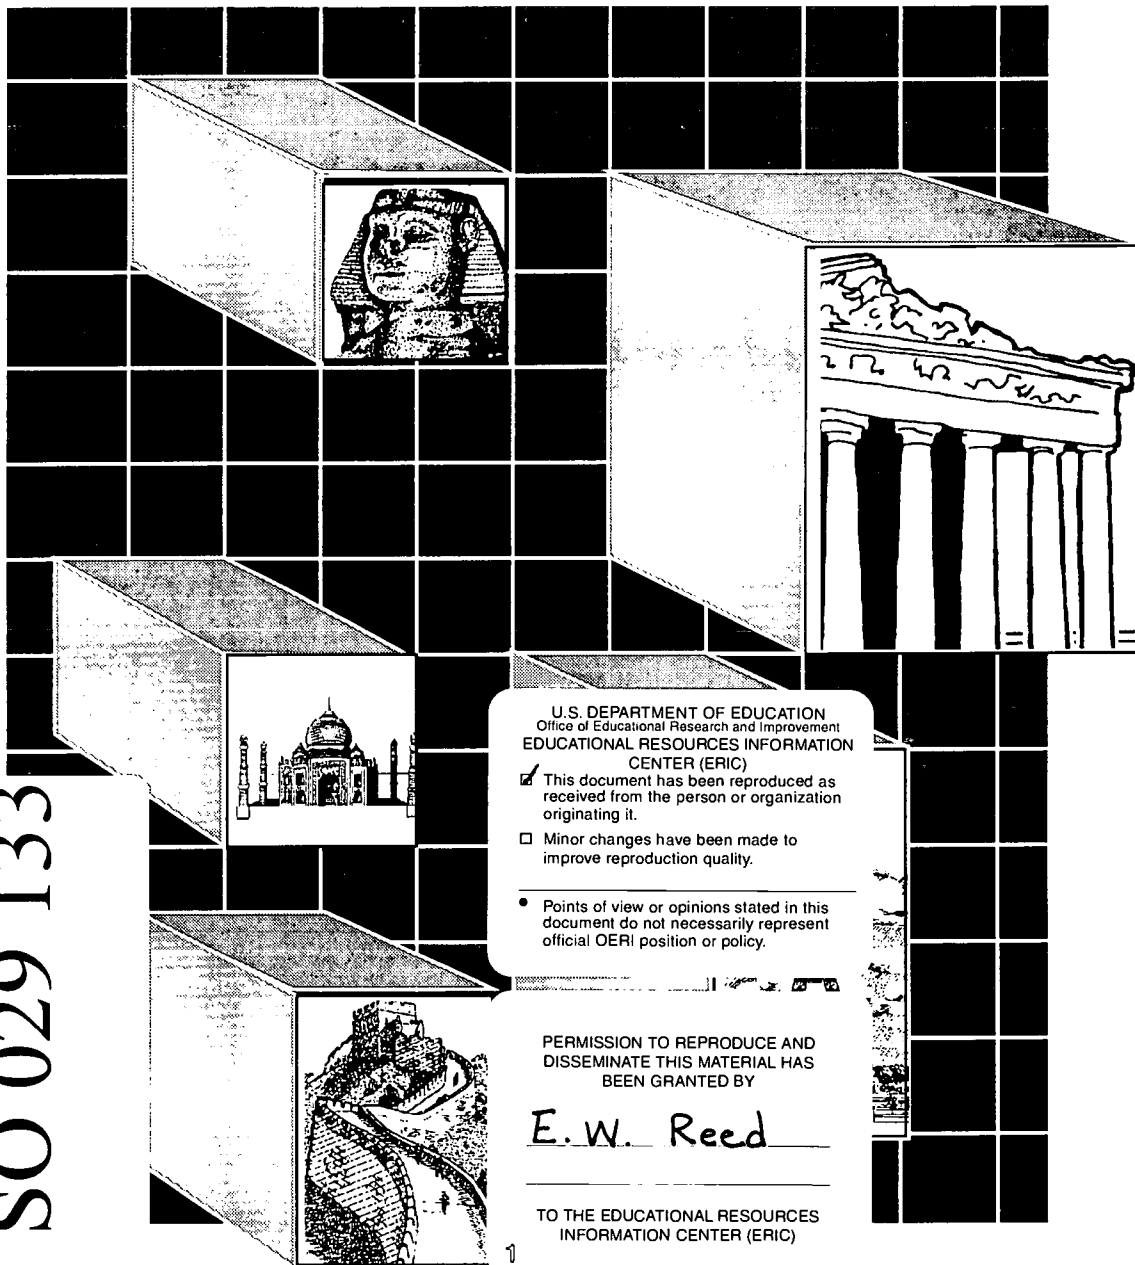 U.S. DEPARTMENT OF EDUCATION
Office of Educational Research and Improvement
EDUCATIONAL RESOURCES INFORMATION
CENTER (ERIC)
This document has been reproduced as
received from the person or organization
originating it.
Minor changes have been made to
improve reproduction quality.
Points of view or opinions stated in this
document do not necessarily represent
official OERI position or policy.
PERMISSION TO REPRODUCE AND
DISSEMINATE THIS MATERIAL HAS
BEEN GRANTED BY
E. W. Reed
TO THE EDUCATIONAL RESOURCES
INFORMATION CENTER (ERIC)
1
SO 029 133